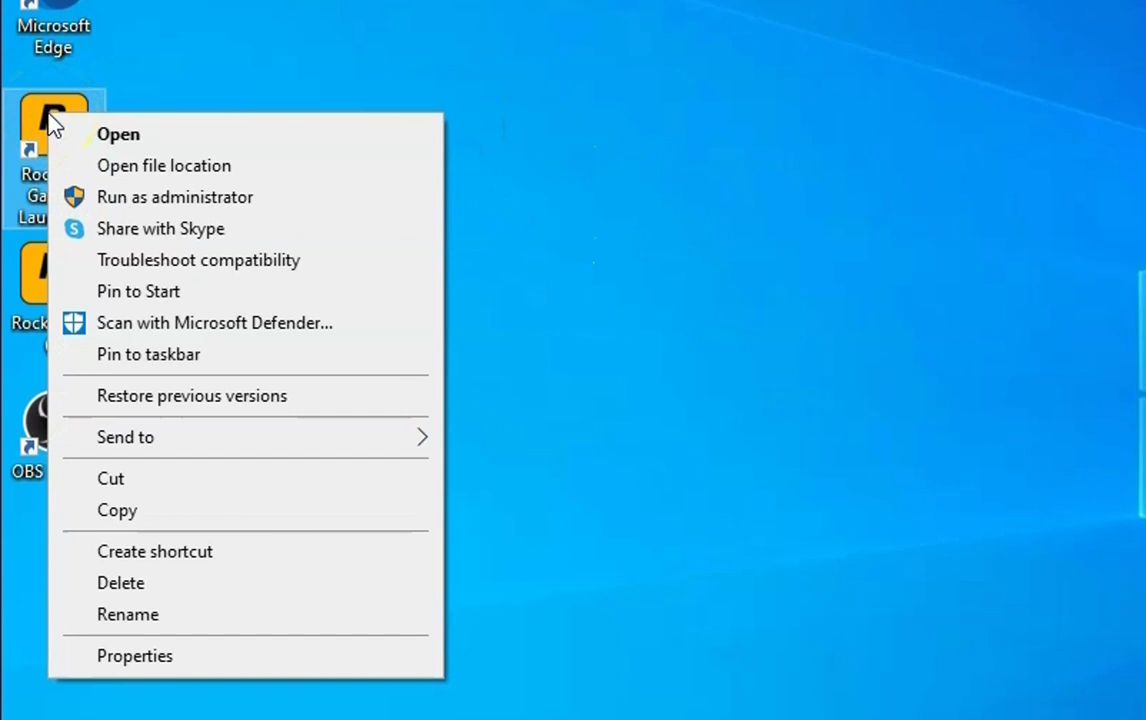 Microsoft
Edge
Open
Open file location
Run as administrator
Share with Skype
Troubleshoot compatibility
Pin to Start
Scan with Microsoft Defender...
Pin to taskbar
Restore previous versions
Send to
Cut
Copy
Create shortcut
Delete
Rename
Properties
OBS